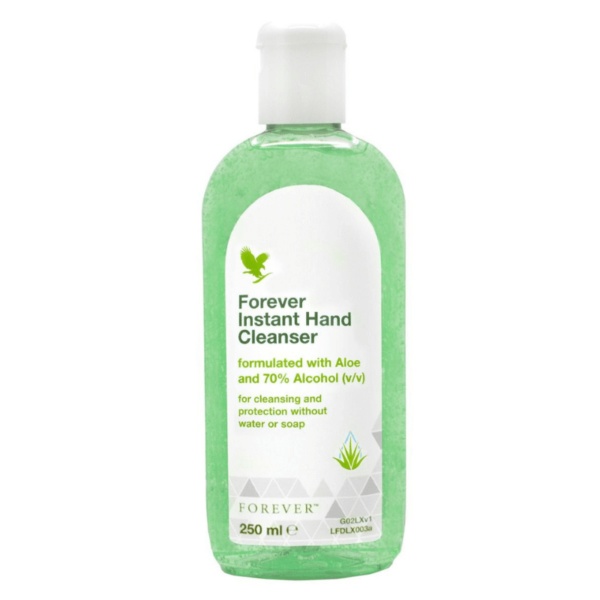 Forever
Instant Hand
Cleanser
formulated with Aloe
and 70% Alcohol (v/v)
for cleansing and
protection without
water or soap
FOREVER™
G02LXv1
250 ml ℮ LFDLX003a